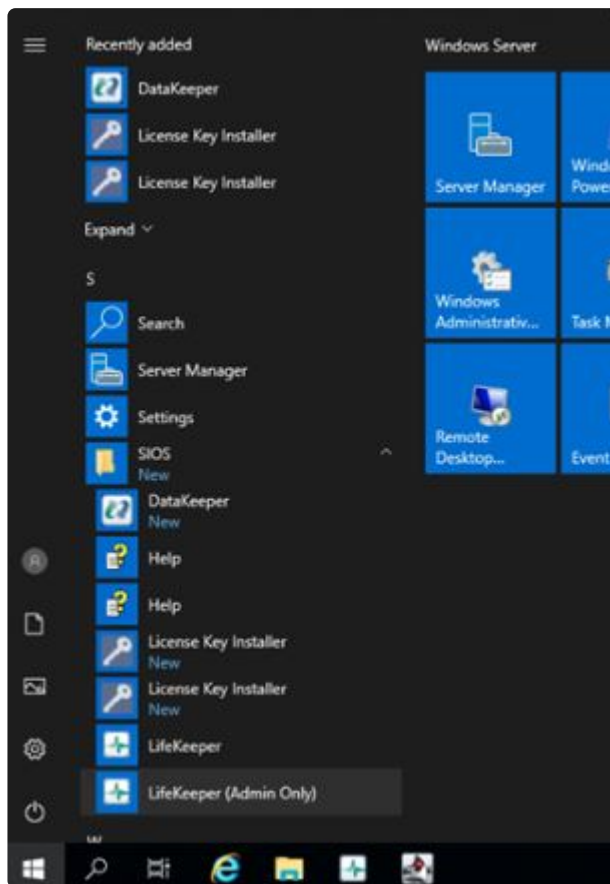 Recently added
DataKeeper
License Key Installer
License Key Installer
Expand
S
Search
Server Manager
Settings
SIOS
New
DataKeeper
New
Help
Help
License Key Installer
New
License Key Installer
New
LifeKeeper
LifeKeeper (Admin Only)
W
Windows Server
Server Manager
Windows
Administrativ...
Remote
Desktop...
Event